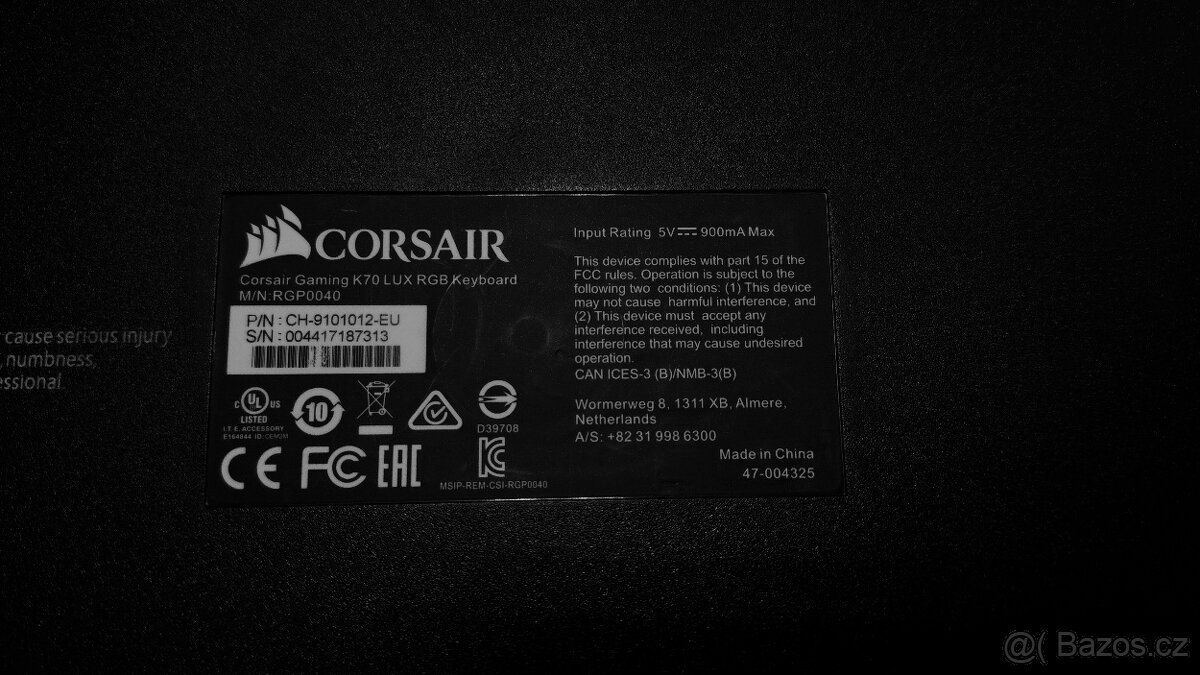 cause serious injury
, numbness,
essional
CORSAIR
Corsair Gaming K70 LUX RGB Keyboard
M/N:RGP0040
P/N : CH-9101012-EU
S/N : 004417187313
C UL US
LISTED
I.T.E. ACCESSORY
E164844 ID:
10
D39708
CE FC EAC
MSIP-REM-CSI-RGP0040
Input Rating 5V 900mA Max
This device complies with part 15 of the
FCC rules. Operation is subject to the
following two conditions: (1) This device
may not cause harmful interference, and
(2) This device must accept any
interference received, including
interference that may cause undesired
operation.
CAN ICES-3 (B)/NMB-3(B)
Wormerweg 8, 1311 XB, Almere,
Netherlands
A/S: +82 31 998 6300
Made in China
47-004325
@( Bazos.cz